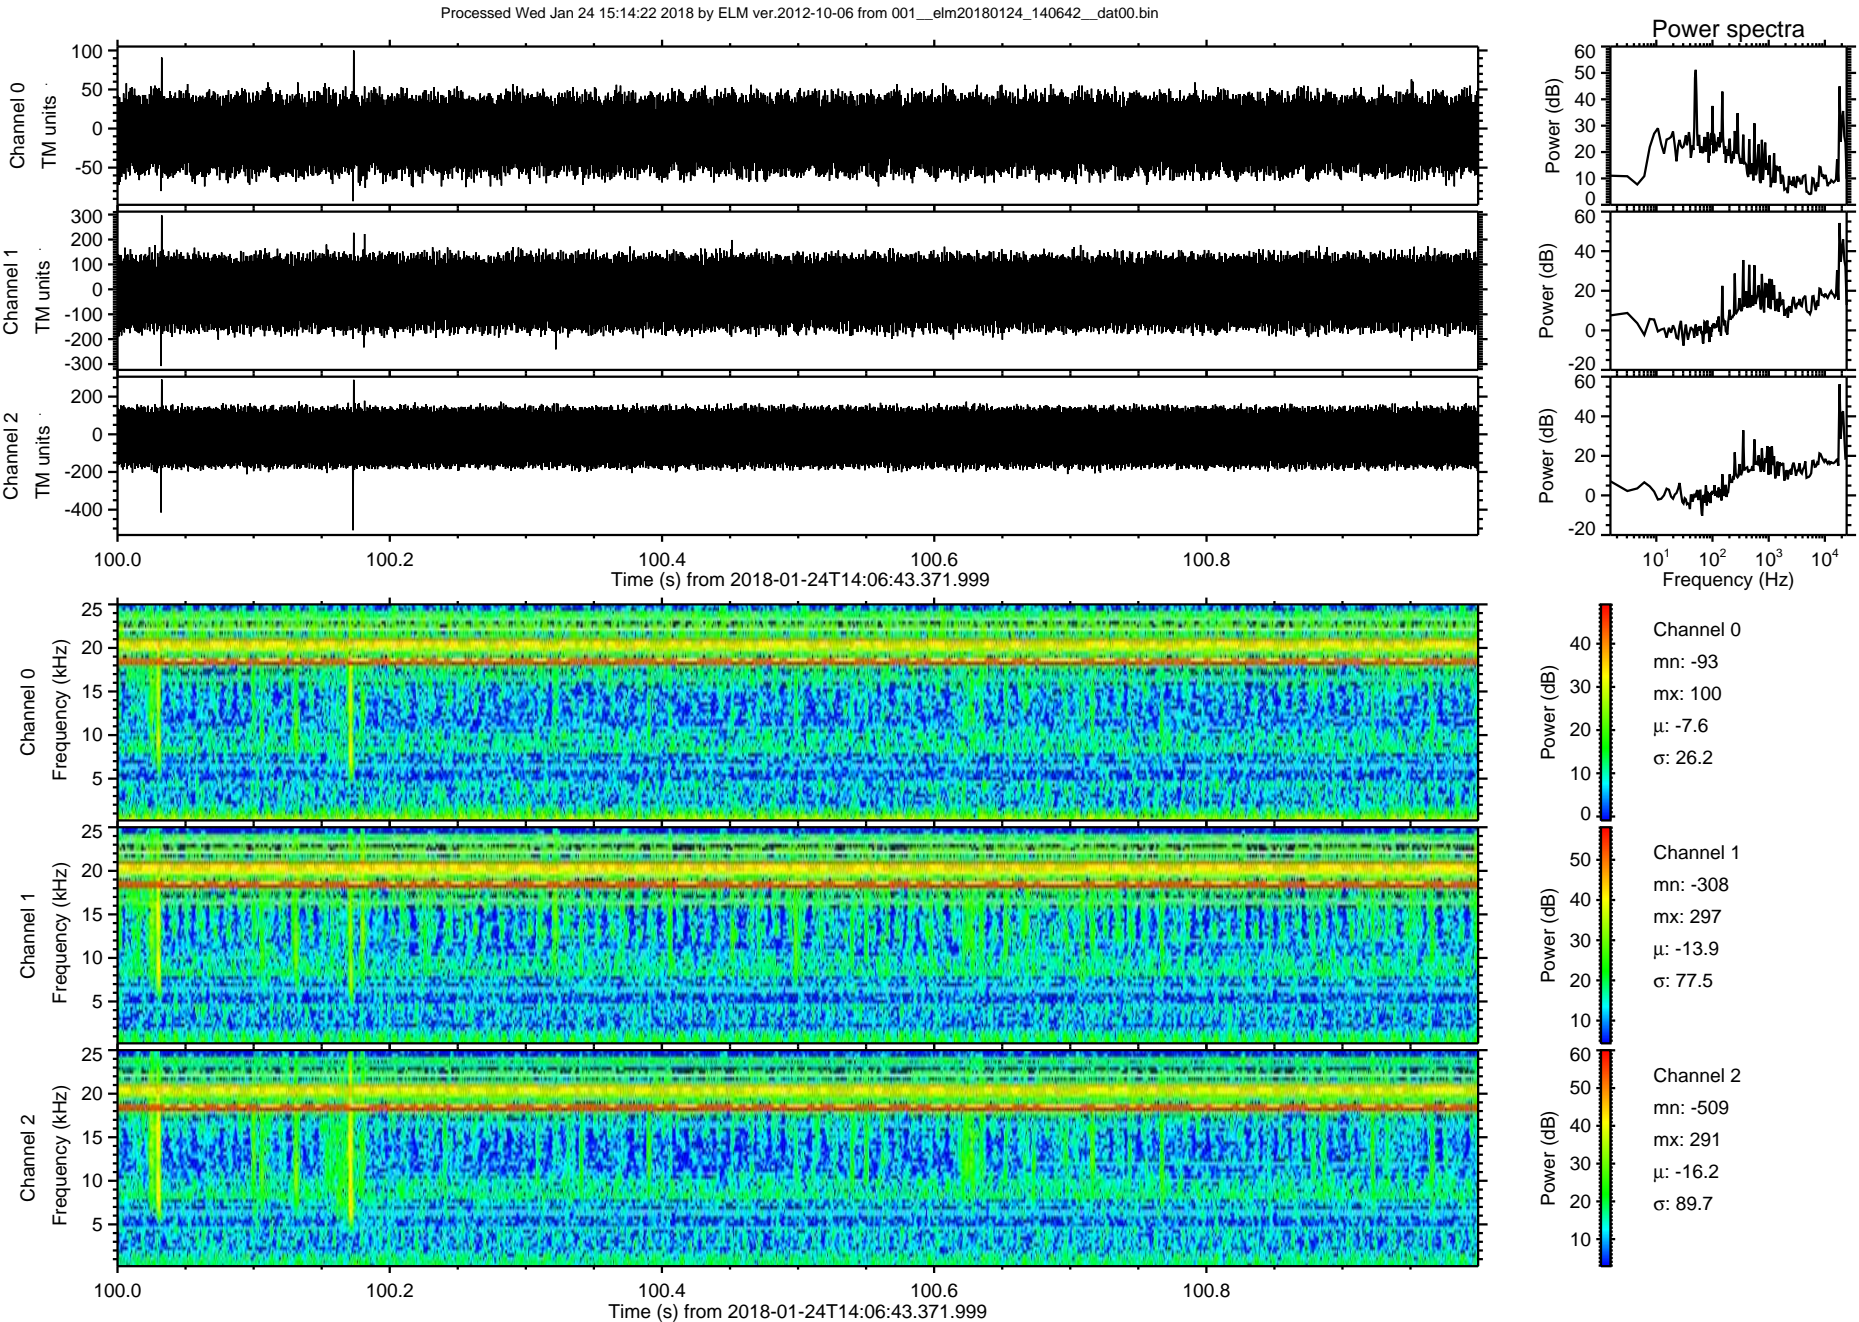 Processed Wed Jan 24 15:14:22 2018 by ELM ver.2012-10-06 from 001__elm20180124_140642__dat00.bin
Power spectra
Channel 0
TM units
100
50
0
-50
Power (dB)
60
50
40
30
20
10
0
Channel 1
TM units
300
200
100
0
-100
-200
-300
Power (dB)
60
40
20
0
-20
Channel 2
TM units
200
0
-200
-400
Power (dB)
60
40
20
0
-20
100.0 100.2 100.4 100.6 100.8
Time (s) from 2018-01-24T14:06:43.371.999
10^1 10^2 10^3 10^4
Frequency (Hz)
Channel 0
Frequency (kHz)
25
20
15
10
5
Power (dB)
40
30
20
10
0
Channel 0
mn: -93
mx: 100
μ: -7.6
σ: 26.2
Channel 1
Frequency (kHz)
25
20
15
10
5
Power (dB)
50
40
30
20
10
Channel 1
mn: -308
mx: 297
μ: -13.9
σ: 77.5
Channel 2
Frequency (kHz)
25
20
15
10
5
Power (dB)
60
50
40
30
20
10
Channel 2
mn: -509
mx: 291
μ: -16.2
σ: 89.7
100.0 100.2 100.4 100.6 100.8
Time (s) from 2018-01-24T14:06:43.371.999